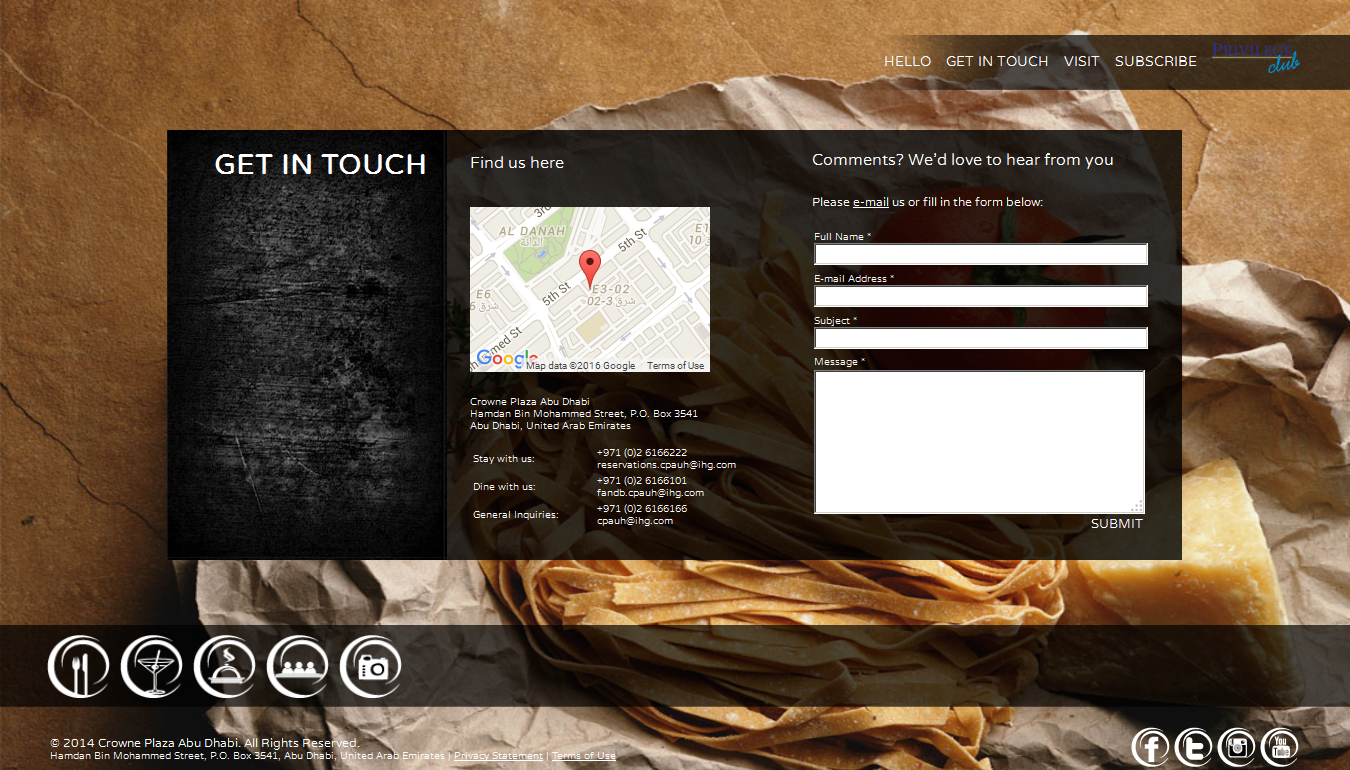 HELLO GET IN TOUCH VISIT SUBSCRIBE PRIVILEGE club
GET IN TOUCH
Find us here
3rd
AL DANAH
5th St
5th St
E1
10
E3-02
02-3 شرق
E6
6 شرق
med St
Google
Map data ©2016 Google Terms of Use
Crowne Plaza Abu Dhabi
Hamdan Bin Mohammed Street, P.O. Box 3541
Abu Dhabi, United Arab Emirates
Stay with us: +971 (0)2 6166222
reservations.cpauh@ihg.com
Dine with us: +971 (0)2 6166101
fandb.cpauh@ihg.com
General Inquiries: +971 (0)2 6166166
cpauh@ihg.com
Comments? We'd love to hear from you
Please e-mail us or fill in the form below:
Full Name *
E-mail Address *
Subject *
Message *
SUBMIT
© 2014 Crowne Plaza Abu Dhabi. All Rights Reserved.
Hamdan Bin Mohammed Street, P.O. Box 3541, Abu Dhabi, United Arab Emirates | Privacy Statement | Terms of Use
You
Tube